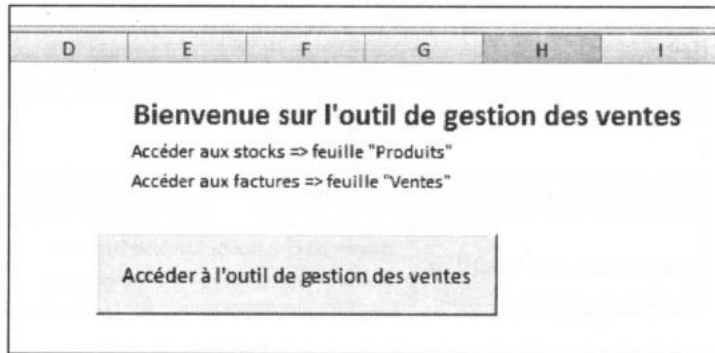 D E F G H I
Bienvenue sur l'outil de gestion des ventes
Accéder aux stocks => feuille "Produits"
Accéder aux factures => feuille "Ventes"
Accéder à l'outil de gestion des ventes